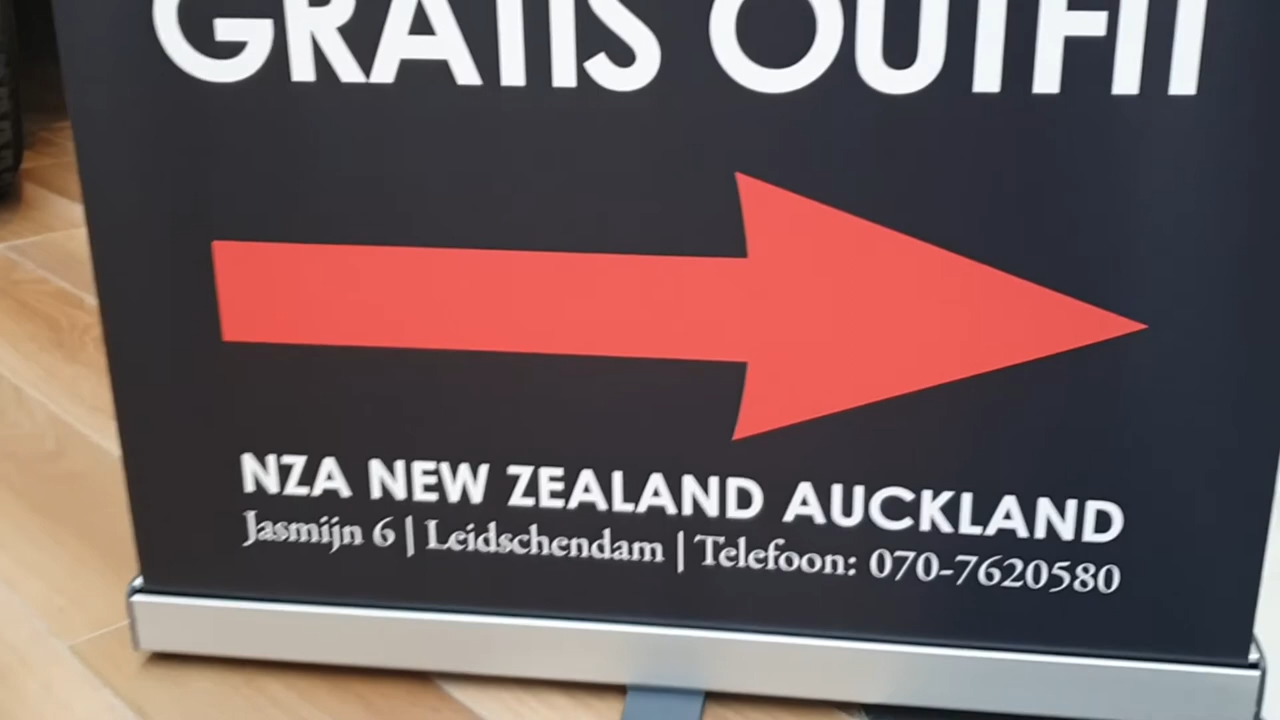 GRATIS OUTFIT
NZA NEW ZEALAND AUCKLAND
Jasmijn 6 | Leidschendam | Telefoon: 070-7620580